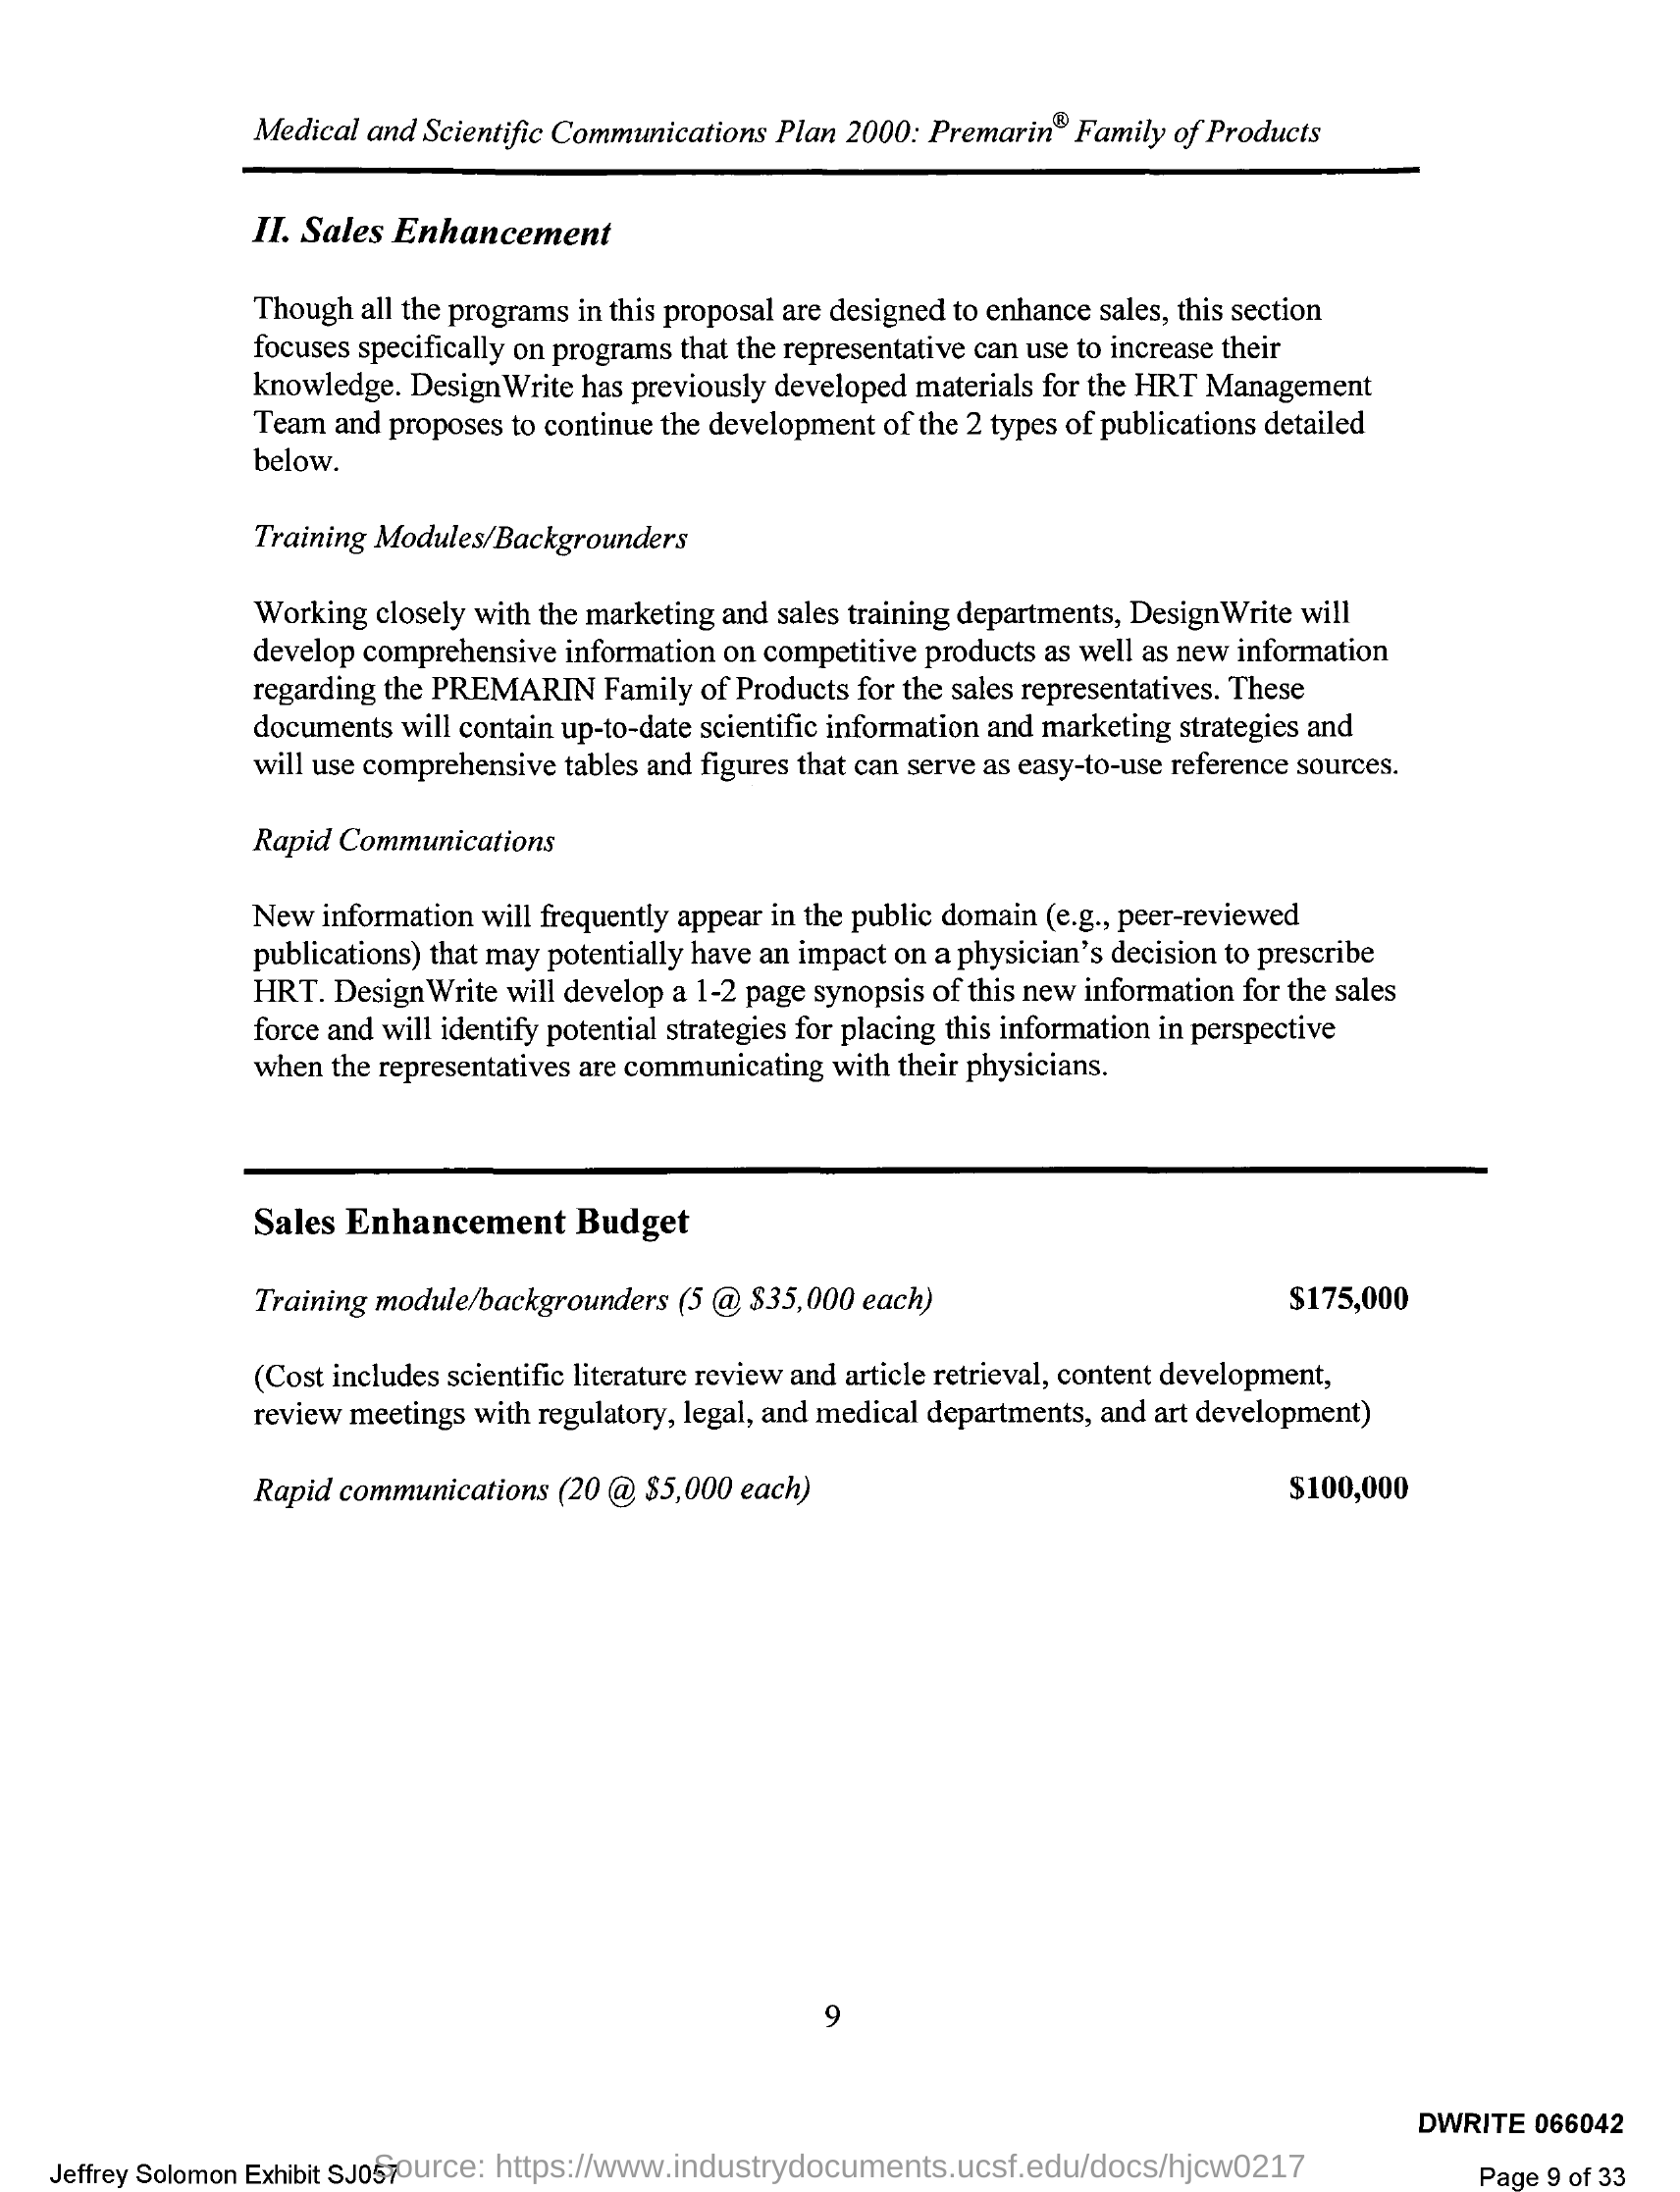 Medical and Scientific Communications Plan 2000: Premarin® Family of Products
II. Sales Enhancement
Though all the programs in this proposal are designed to enhance sales, this section
focuses specifically on programs that the representative can use to increase their
knowledge. DesignWrite has previously developed materials for the HRT Management
Team and proposes to continue the development of the 2 types of publications detailed
below.
Training Modules/Backgrounders
Working closely with the marketing and sales training departments, DesignWrite will
develop comprehensive information on competitive products as well as new information
regarding the PREMARIN Family of Products for the sales representatives. These
documents will contain up-to-date scientific information and marketing strategies and
will use comprehensive tables and figures that can serve as easy-to-use reference sources.
Rapid Communications
New information will frequently appear in the public domain (e.g., peer-reviewed
publications) that may potentially have an impact on a physician's decision to prescribe
HRT. DesignWrite will develop a 1-2 page synopsis of this new information for the sales
force and will identify potential strategies for placing this information in perspective
when the representatives are communicating with their physicians.
Sales Enhancement Budget
Training module/backgrounders (5 @ $35,000 each) $175,000
(Cost includes scientific literature review and article retrieval, content development,
review meetings with regulatory, legal, and medical departments, and art development)
Rapid communications (20 @ $5,000 each) $100,000
9
DWRITE 066042
Jeffrey Solomon Exhibit SJ057
Source: https://www.industrydocuments.ucsf.edu/docs/hjcw0217
Page 9 of 33